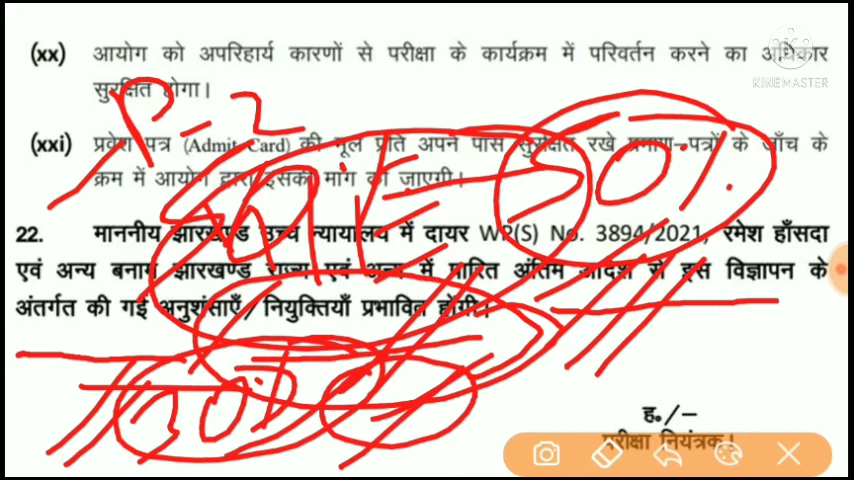 KINEMASTER
(xx) आयोग को अपरिहार्य कारणों से परीक्षा के कार्यक्रम में परिवर्तन करने का अधिकार
सुरक्षित होगा।
P-2
(xxi) प्रवेश पत्र (Admit Card) की मूल प्रति अपने पास सुरक्षित रखे प्रमाण-पत्रों के जाँच के
क्रम में आयोग द्वारा इसकी मांग की जाएगी।
50%
22. माननीय झारखण्ड उच्च न्यायालय में दायर WP(S) No. 3894/2021, रमेश हाँसदा
एवं अन्य बनाम झारखण्ड राज्य एवं अन्य में पारित अंतिम आदेश से इस विज्ञापन के
अंतर्गत की गई अनुशंसाएँ/नियुक्तियाँ प्रभावित होगी।
ह०/-
परीक्षा नियंत्रक।